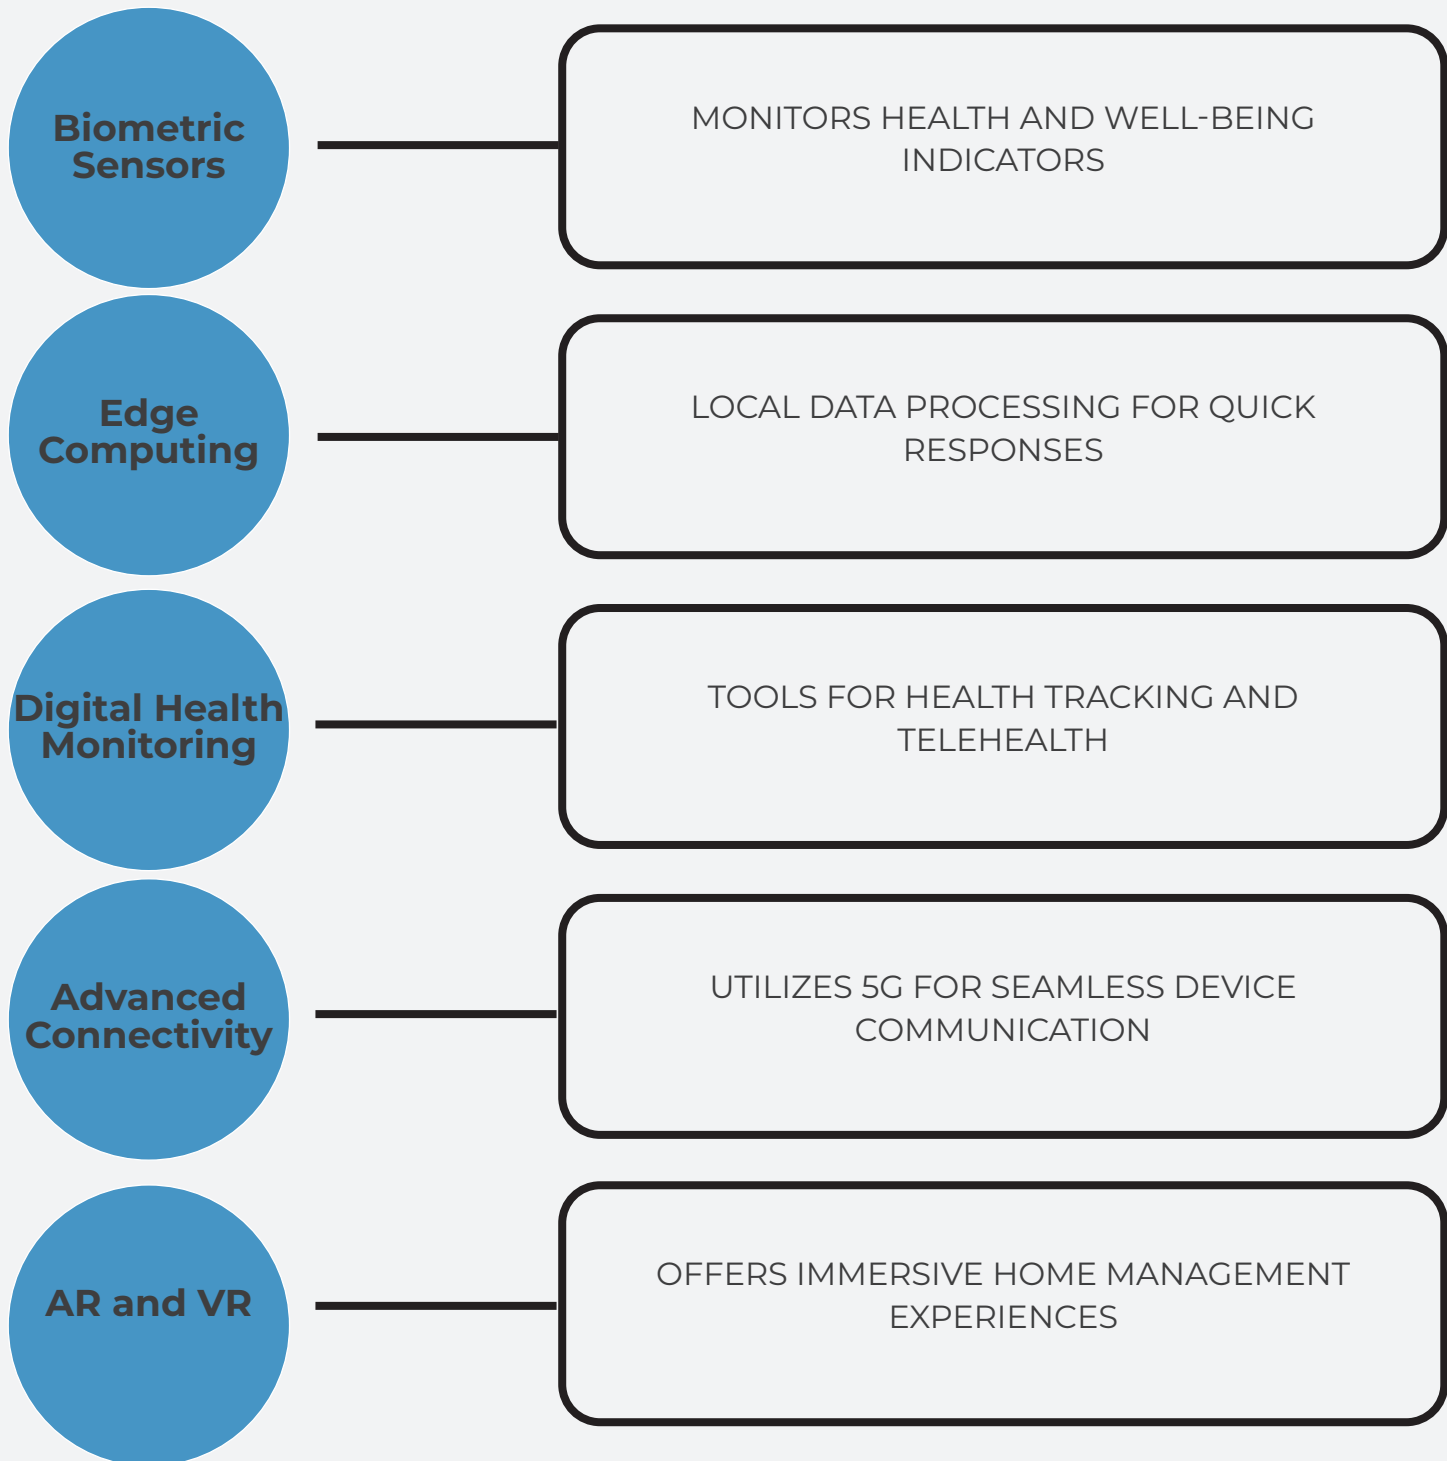 Biometric
Sensors
MONITORS HEALTH AND WELL-BEING
INDICATORS
Edge
Computing
LOCAL DATA PROCESSING FOR QUICK
RESPONSES
Digital Health
Monitoring
TOOLS FOR HEALTH TRACKING AND
TELEHEALTH
Advanced
Connectivity
UTILIZES 5G FOR SEAMLESS DEVICE
COMMUNICATION
AR and VR
OFFERS IMMERSIVE HOME MANAGEMENT
EXPERIENCES